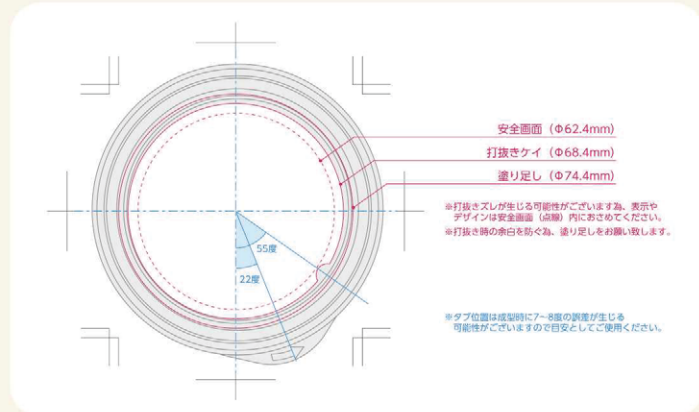 安全画面（Φ62.4mm）
打抜きケイ（Φ68.4mm）
塗り足し（Φ74.4mm）
※打抜きズレが生じる可能性がございます為、表示や
デザインは安全画面（点線）内におさめてください。
※打抜き時の余白を防ぐ為、塗り足しをお願い致します。
55度
22度
※タブ位置は成型時に7〜8度の誤差が生じる
可能性がございますので目安としてご使用ください。